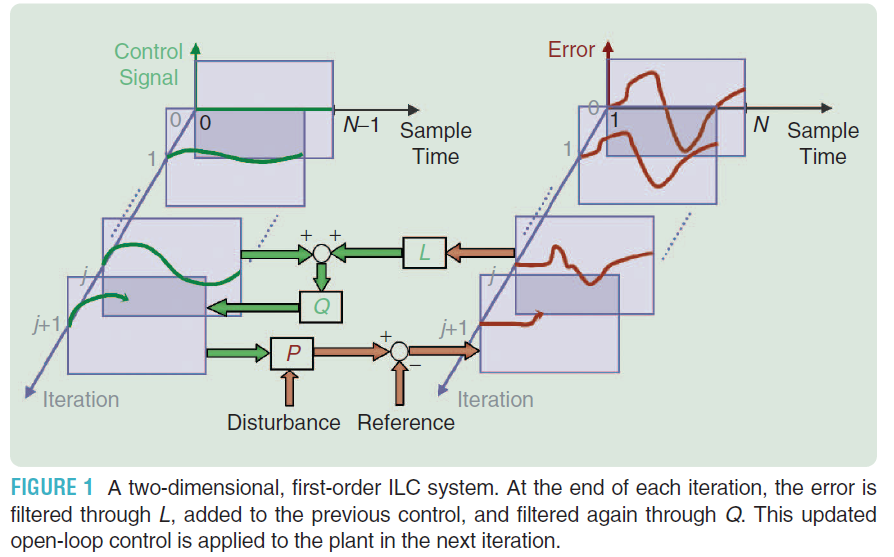 Control
Signal
0
0
N–1
Sample
Time
1
j
j+1
Iteration
Error
0
1
N
Sample
Time
1
j
j+1
Iteration
+
+
L
Q
P
+
–
Disturbance
Reference
FIGURE 1 A two-dimensional, first-order ILC system. At the end of each iteration, the error is
filtered through L, added to the previous control, and filtered again through Q. This updated
open-loop control is applied to the plant in the next iteration.